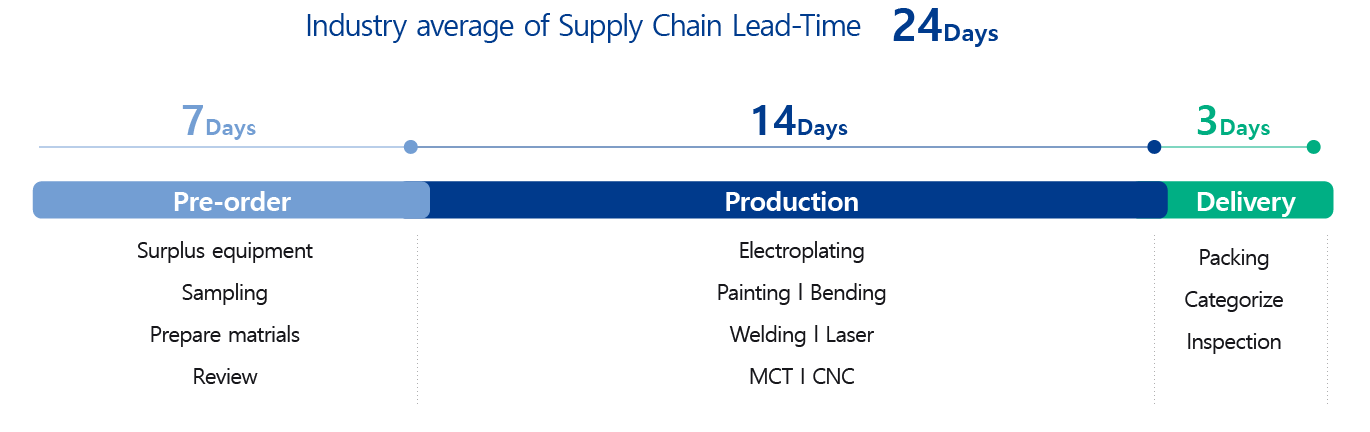 Industry average of Supply Chain Lead-Time 24Days
7Days 14Days 3Days
Pre-order Production Delivery
Surplus equipment
Sampling
Prepare matrials
Review
Electroplating
Painting l Bending
Welding l Laser
MCT l CNC
Packing
Categorize
Inspection